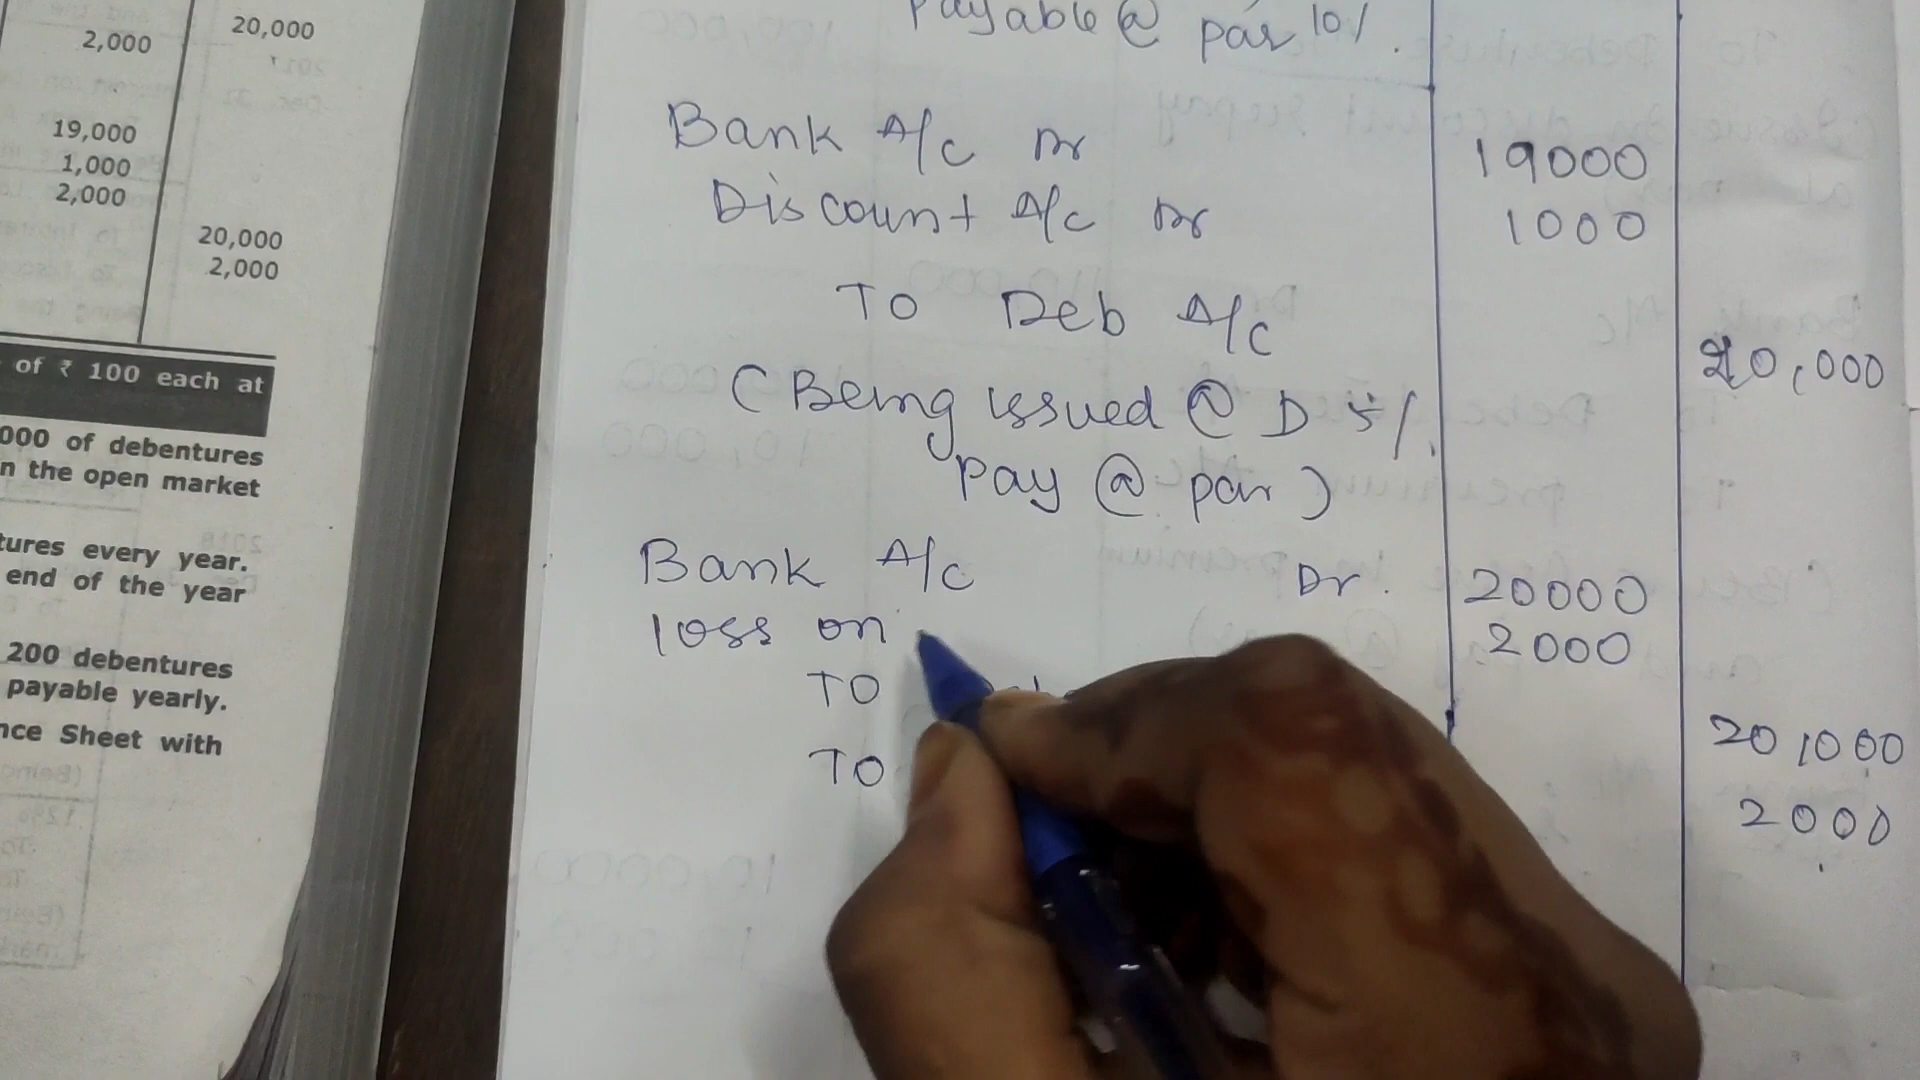 20,000
2,000
19,000
1,000
2,000
20,000
2,000
of ₹ 100 each at
000 of debentures
n the open market
tures every year.
end of the year
200 debentures
payable yearly.
nce Sheet with
Payable @ par 10%.
Bank A/c Dr 19000
Discount A/c Dr 1000
TO Deb A/c
20,000
(Being issued @ D 5%
pay @ par)
Bank A/c Dr. 20000
loss on 2000
TO
20,000
TO
2000